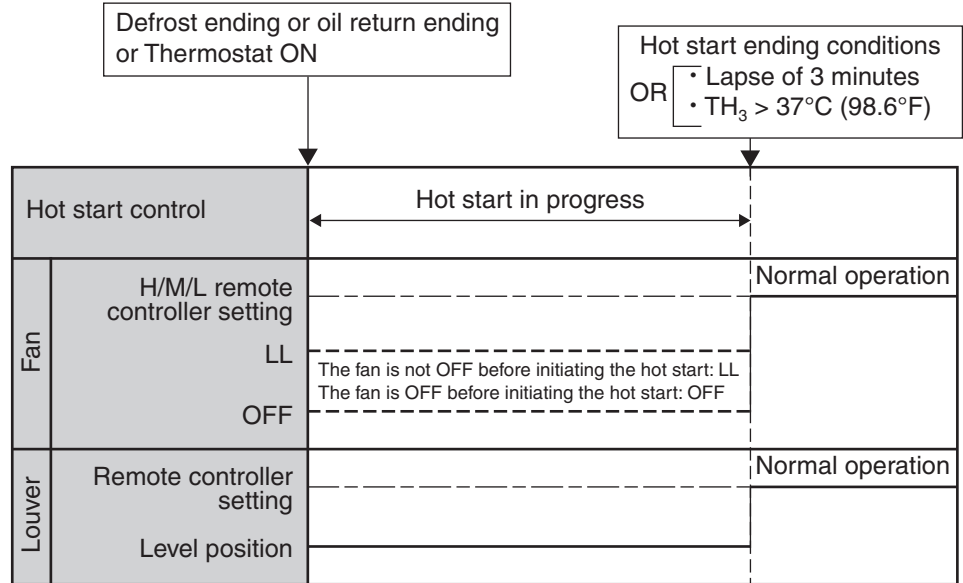 Defrost ending or oil return ending
or Thermostat ON
Hot start ending conditions
OR
・Lapse of 3 minutes
・TH₃ > 37°C (98.6°F)
Hot start control
Hot start in progress
Fan
H/M/L remote
controller setting
Normal operation
LL
The fan is not OFF before initiating the hot start: LL
The fan is OFF before initiating the hot start: OFF
OFF
Louver
Remote controller
setting
Normal operation
Level position